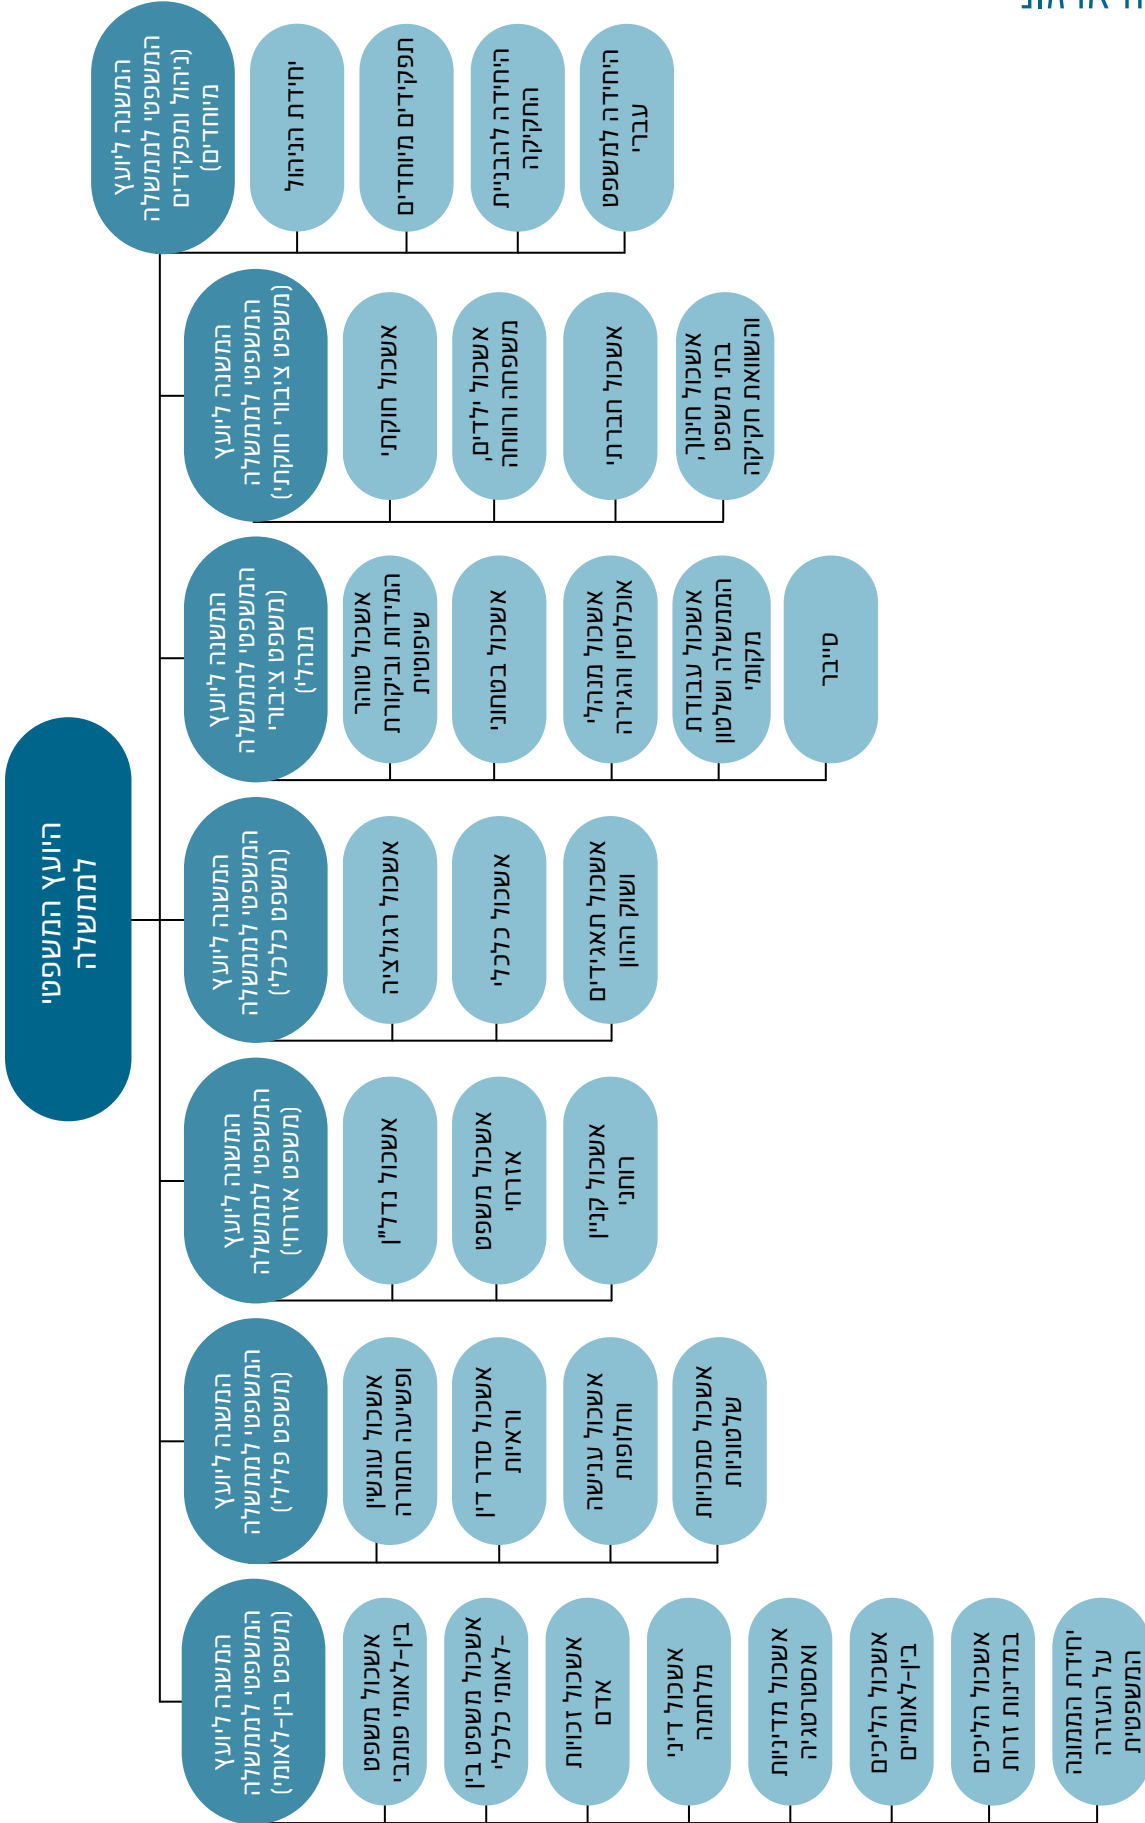 היועץ המשפטי
לממשלה
המשנה ליועץ
המשפטי לממשלה
(ניהול ותפקידים
מיוחדים)
יחידת הניהול
תפקידים מיוחדים
היחידה להבניית
החקיקה
היחידה למשפט
עברי
המשנה ליועץ
המשפטי לממשלה
(משפט ציבורי חוקתי)
אשכול חוקתי
אשכול ילדים,
משפחה ורווחה
אשכול חברתי
אשכול חינוך,
בתי משפט
והשוואת חקיקה
המשנה ליועץ
המשפטי לממשלה
(משפט ציבורי
מנהלי)
אשכול טוהר
המידות וביקורת
שיפוטית
אשכול בטחוני
אשכול מנהלי
אוכלוסין והגירה
אשכול עבודת
הממשלה ושלטון
מקומי
סייבר
המשנה ליועץ
המשפטי לממשלה
(משפט כלכלי)
אשכול רגולציה
אשכול כלכלי
אשכול תאגידים
ושוק ההון
המשנה ליועץ
המשפטי לממשלה
(משפט אזרחי)
אשכול נדל"ן
אשכול משפט
אזרחי
אשכול קניין
רוחני
המשנה ליועץ
המשפטי לממשלה
(משפט פלילי)
אשכול עונשין
ופשיעה חמורה
אשכול סדר דין
וראיות
אשכול ענישה
וחלופות
אשכול סמכויות
שלטוניות
המשנה ליועץ
המשפטי לממשלה
(משפט בין-לאומי)
אשכול משפט
בין-לאומי פומבי
אשכול משפט בין
-לאומי כלכלי
אשכול זכויות
אדם
אשכול דיני
מלחמה
אשכול מדיניות
ואסטרטגיה
אשכול הליכים
בין-לאומיים
אשכול הליכים
במדינות זרות
יחידת הממונה
על העזרה
המשפטית